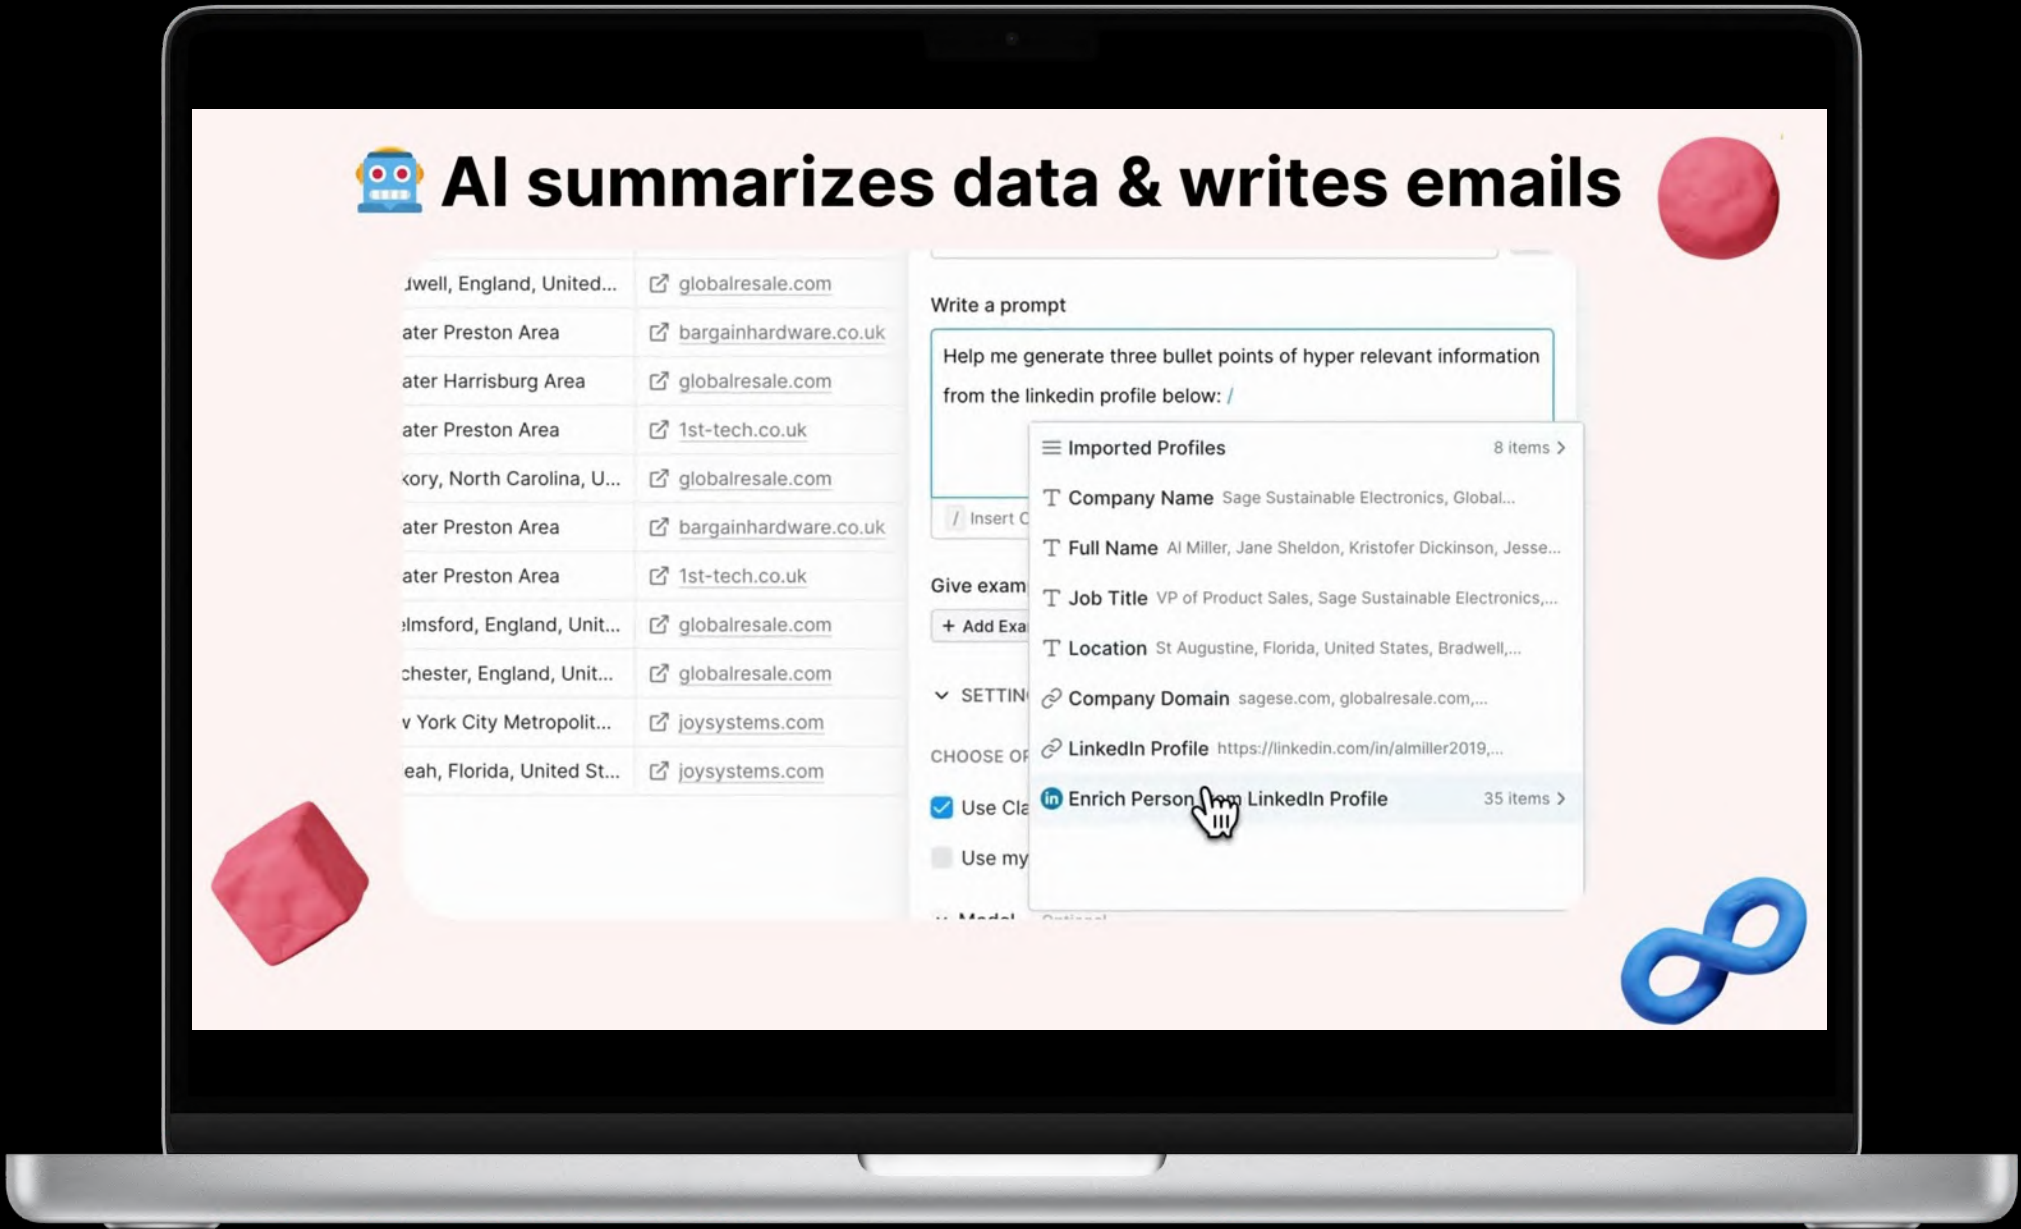 AI summarizes data & writes emails
dwell, England, United...
globalresale.com
ater Preston Area
bargainhardware.co.uk
ater Harrisburg Area
globalresale.com
ater Preston Area
1st-tech.co.uk
kory, North Carolina, U...
globalresale.com
ater Preston Area
bargainhardware.co.uk
ater Preston Area
1st-tech.co.uk
elmsford, England, Unit...
globalresale.com
chester, England, Unit...
globalresale.com
w York City Metropolit...
joysystems.com
eah, Florida, United St...
joysystems.com
Write a prompt
Help me generate three bullet points of hyper relevant information
from the linkedin profile below: /
/ Insert C
Give exam
+ Add Exa
SETTIN
CHOOSE OP
Use Cla
Use my
Model
Optional
Imported Profiles 8 items >
Company Name Sage Sustainable Electronics, Global...
Full Name Al Miller, Jane Sheldon, Kristofer Dickinson, Jesse...
Job Title VP of Product Sales, Sage Sustainable Electronics,...
Location St Augustine, Florida, United States, Bradwell,...
Company Domain sagese.com, globalresale.com,...
LinkedIn Profile https://linkedin.com/in/almiller2019,...
in Enrich Person from LinkedIn Profile 35 items >